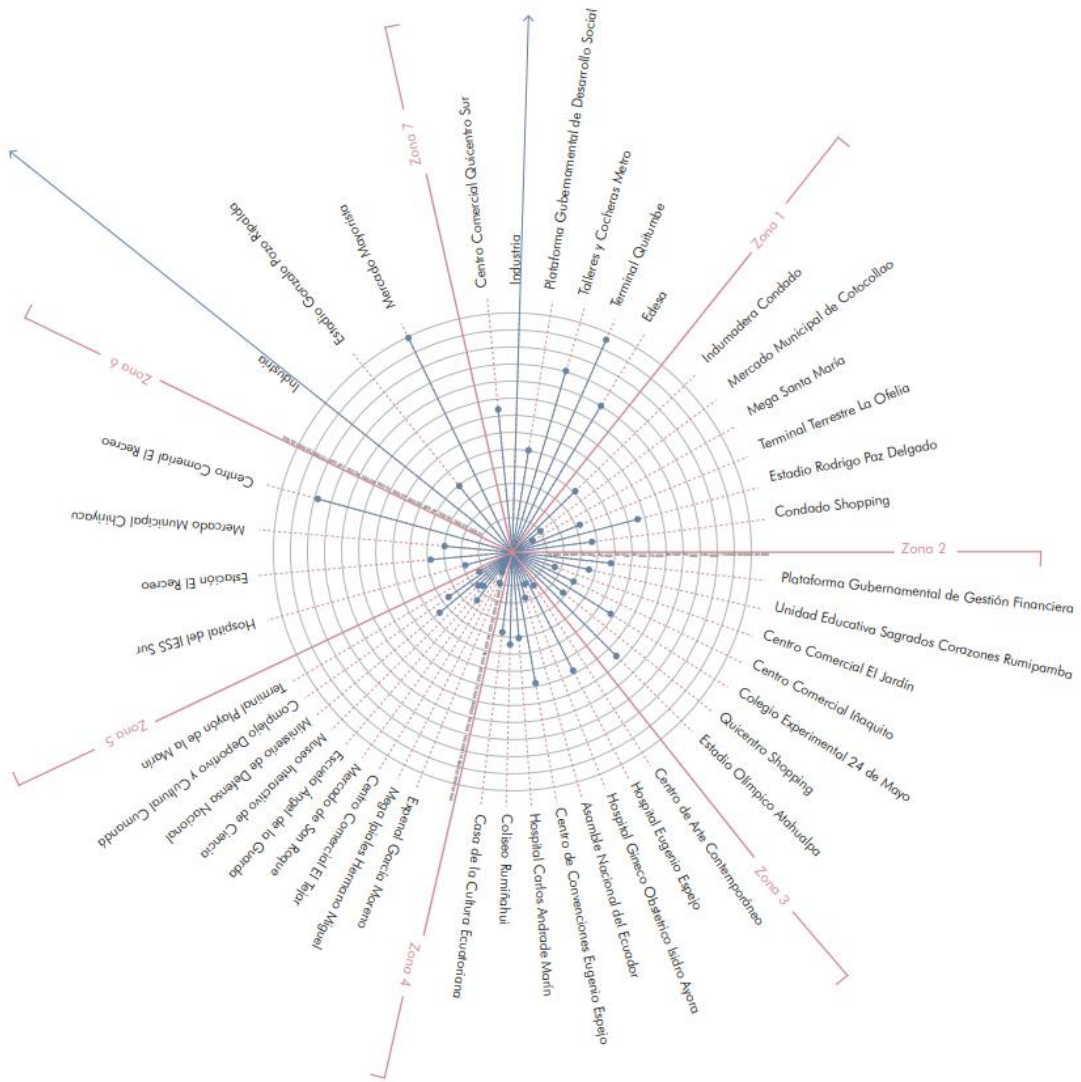 Zona 7
Centro Comercial Quicentro Sur
Industria
Plataforma Gubernamental de Desarrollo Social
Talleres y Cocheras Metro
Terminal Quitumbe
Edesa
Zona 1
Indumadera Condado
Mercado Municipal de Cotocollao
Mega Santa María
Terminal Terrestre La Ofelia
Estadio Rodrigo Paz Delgado
Condado Shopping
Zona 2
Plataforma Gubernamental de Gestión Financiera
Unidad Educativa Sagrados Corazones Rumipamba
Centro Comercial El Jardín
Centro Comercial Iñaquito
Colegio Experimental 24 de Mayo
Quicentro Shopping
Estadio Olímpico Atahualpa
Zona 3
Centro de Arte Contemporáneo
Hospital Eugenio Espejo
Hospital Gineco Obstetrico Isidro Ayora
Asamble Nacional del Ecuador
Centro de Convenciones Eugenio Espejo
Hospital Carlos Andrade Marín
Coliseo Rumiñahui
Casa de la Cultura Ecuatoriana
Zona 4
Expenal García Moreno
Mega Ipiales Hermano Miguel
Centro Comercial El Tejar
Mercado de San Roque
Escuela Ángel de la Guarda
Museo Interactivo de Ciencia
Ministerio de Defensa Nacional
Complejo Deportivo y Cultural Cumandá
Terminal Playón de la Marín
Zona 5
Hospital del IESS Sur
Estación El Recreo
Mercado Municipal Chiriyacu
Centro Comerial El Recreo
Zona 6
Industria
Estadio Gonzalo Pozo Ripalda
Mercado Mayorista